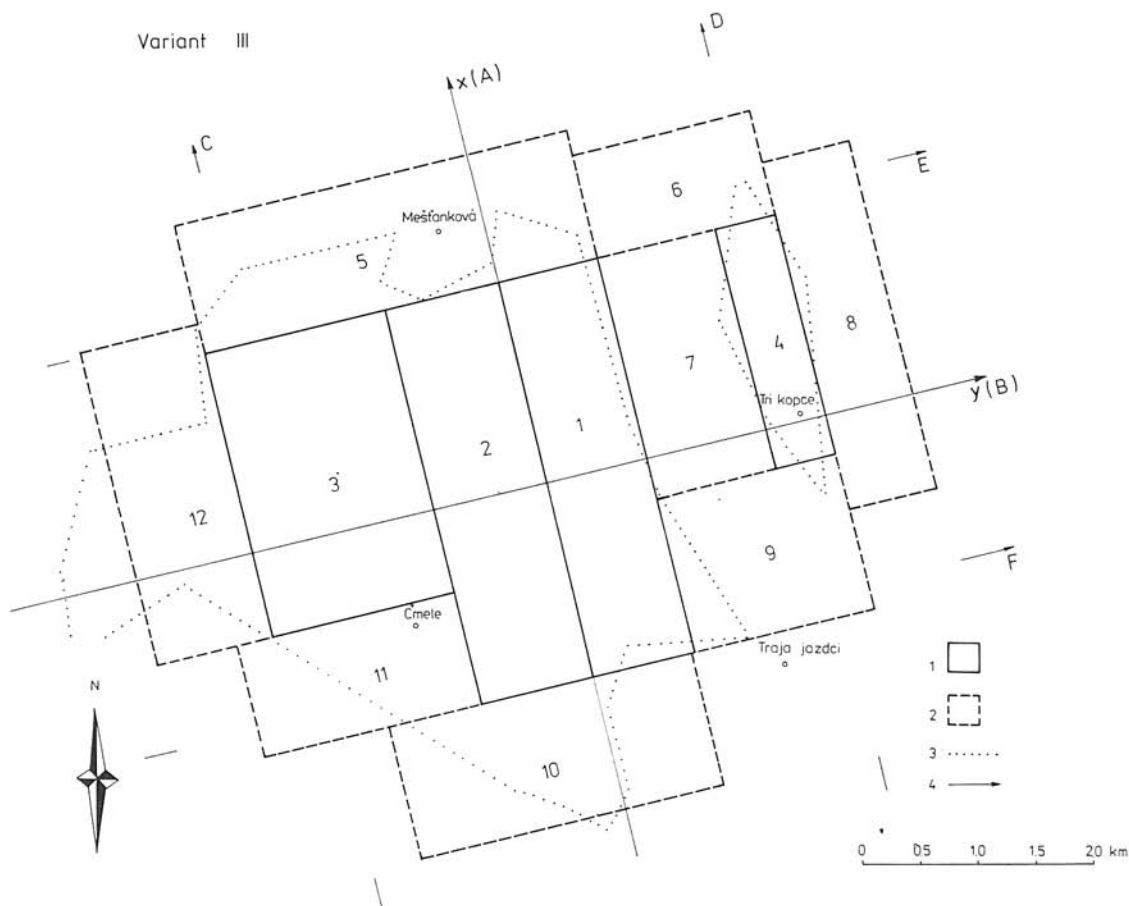 Variant III
D
x(A)
C
E
6
Mešťanková
5
8
4
7
Tri kopce
y(B)
1
2
3
12
9
F
Čmele
Traja jazdci
11
1
N
2
10
3
4
0 0.5 1.0 1.5 2.0 km